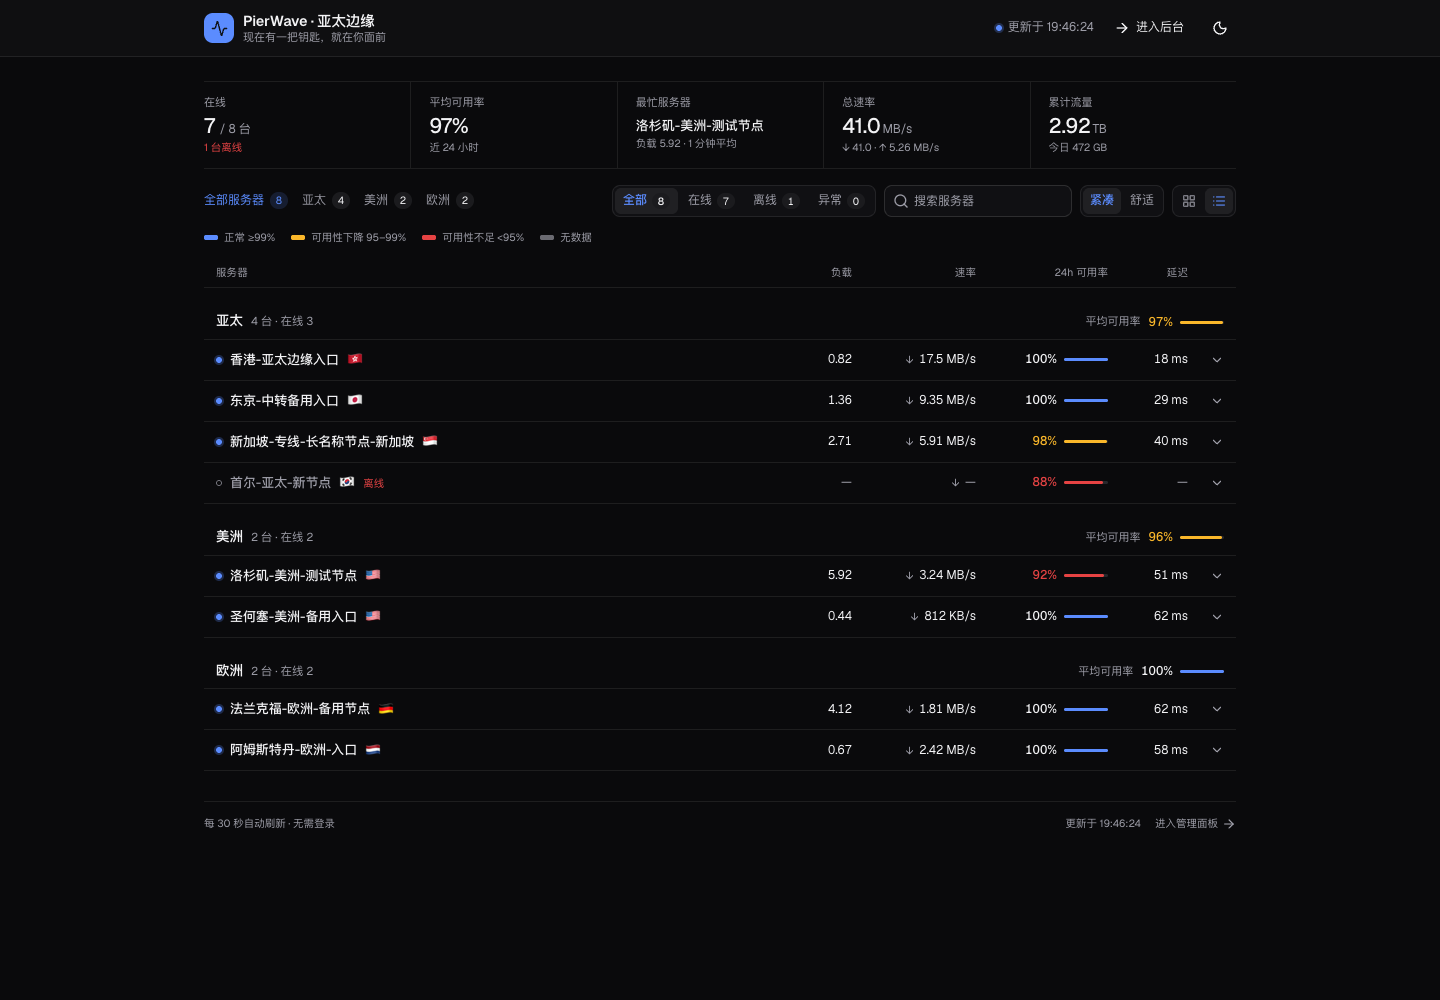 PierWave · 亚太边缘
现在有一把钥匙，就在你面前
更新于 19:46:24
进入后台
在线
7 / 8 台
1 台离线
平均可用率
97%
近 24 小时
最忙服务器
洛杉矶-美洲-测试节点
负载 5.92 · 1 分钟平均
总速率
41.0 MB/s
↓ 41.0 · ↑ 5.26 MB/s
累计流量
2.92 TB
今日 472 GB
全部服务器 8 亚太 4 美洲 2 欧洲 2
全部 8 在线 7 离线 1 异常 0
搜索服务器
紧凑 舒适
正常 ≥99% 可用性下降 95–99% 可用性不足 <95% 无数据
服务器 负载 速率 24h 可用率 延迟
亚太 4 台 · 在线 3 平均可用率 97%
香港-亚太边缘入口 0.82 ↓ 17.5 MB/s 100% 18 ms
东京-中转备用入口 1.36 ↓ 9.35 MB/s 100% 29 ms
新加坡-专线-长名称节点-新加坡 2.71 ↓ 5.91 MB/s 98% 40 ms
首尔-亚太-新节点 离线 — ↓ — 88% —
美洲 2 台 · 在线 2 平均可用率 96%
洛杉矶-美洲-测试节点 5.92 ↓ 3.24 MB/s 92% 51 ms
圣何塞-美洲-备用入口 0.44 ↓ 812 KB/s 100% 62 ms
欧洲 2 台 · 在线 2 平均可用率 100%
法兰克福-欧洲-备用节点 4.12 ↓ 1.81 MB/s 100% 62 ms
阿姆斯特丹-欧洲-入口 0.67 ↓ 2.42 MB/s 100% 58 ms
每 30 秒自动刷新 · 无需登录
更新于 19:46:24 进入管理面板 →